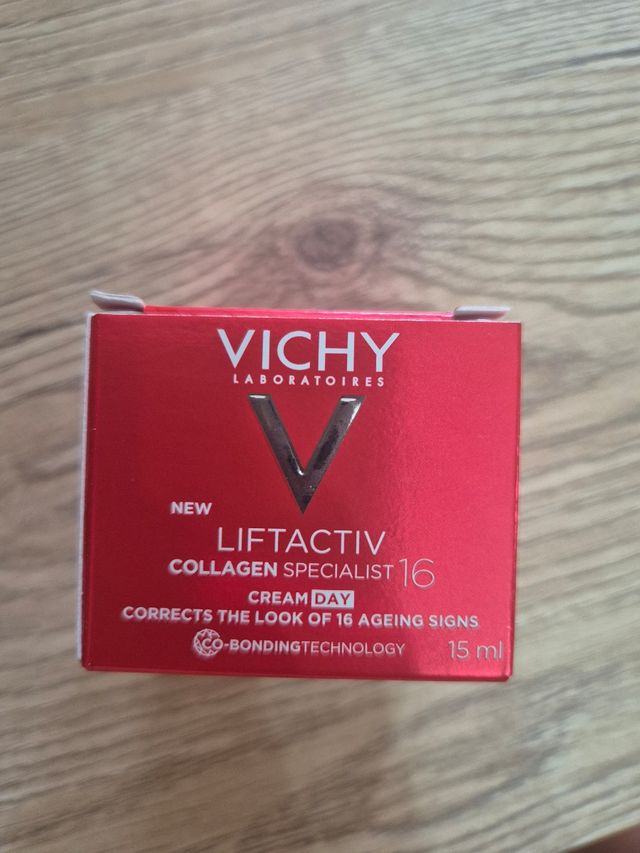 VICHY
LABORATOIRES
V
NEW
LIFTACTIV
COLLAGEN SPECIALIST 16
CREAM DAY
CORRECTS THE LOOK OF 16 AGEING SIGNS
CO-BONDINGTECHNOLOGY
15 ml